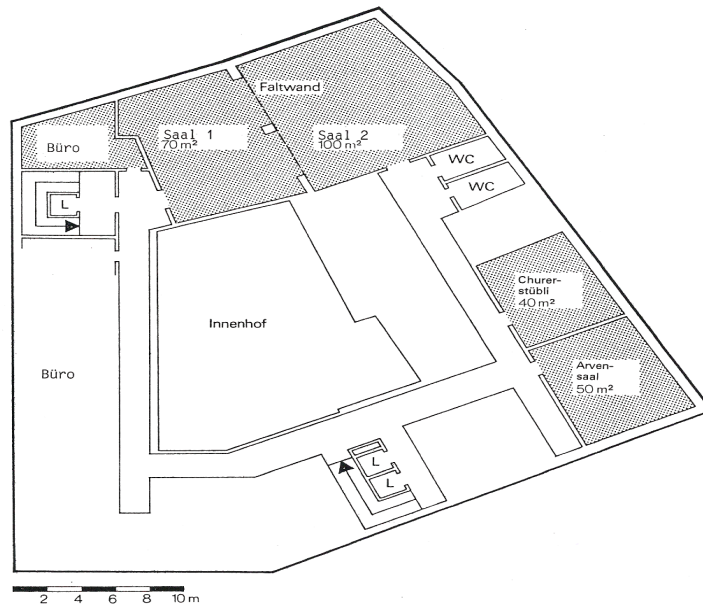 Faltwand
Saal 1
70 m²
Saal 2
100 m²
Büro
WC
WC
L
Churer-
stübli
40 m²
Innenhof
Büro
Arven-
saal
50 m²
L
L
2 4 6 8 10 m